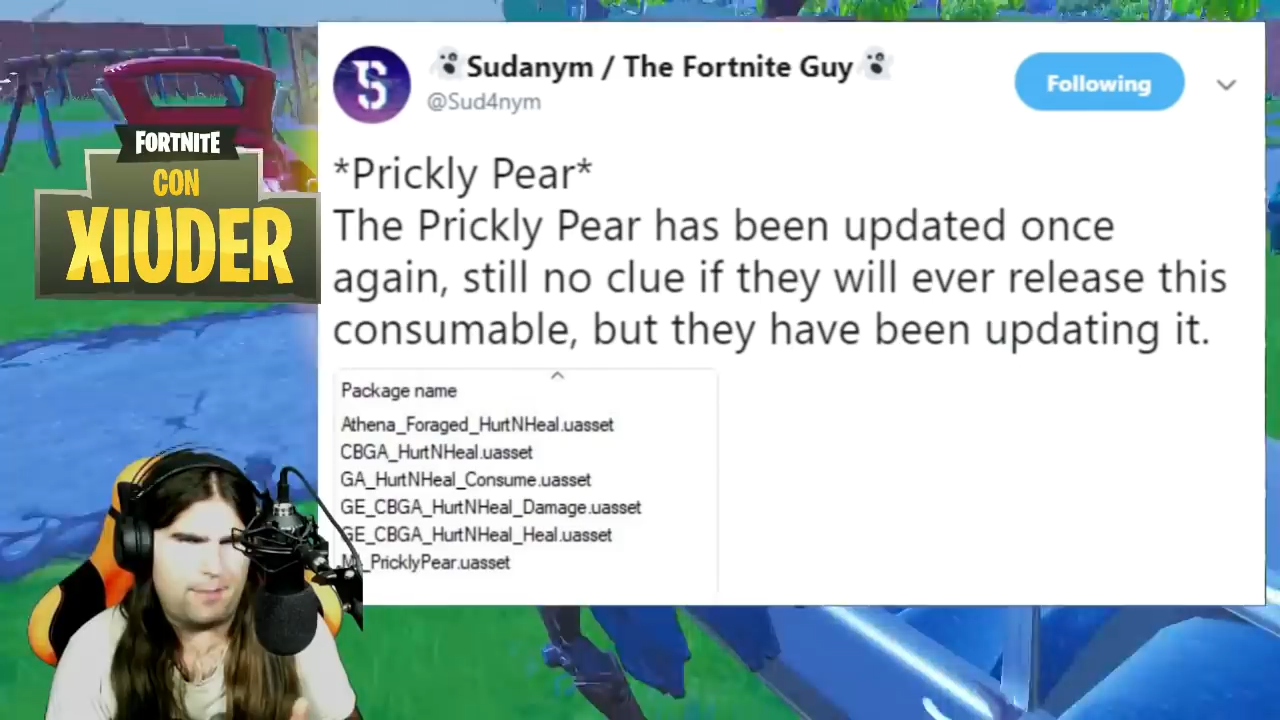 FORTNITE
CON
XIUDER
Sudanym / The Fortnite Guy
@Sud4nym
Following
*Prickly Pear*
The Prickly Pear has been updated once
again, still no clue if they will ever release this
consumable, but they have been updating it.
Package name
Athena_Foraged_HurtNHeal.uasset
CBGA_HurtNHeal.uasset
GA_HurtNHeal_Consume.uasset
GE_CBGA_HurtNHeal_Damage.uasset
GE_CBGA_HurtNHeal_Heal.uasset
_PricklyPear.uasset